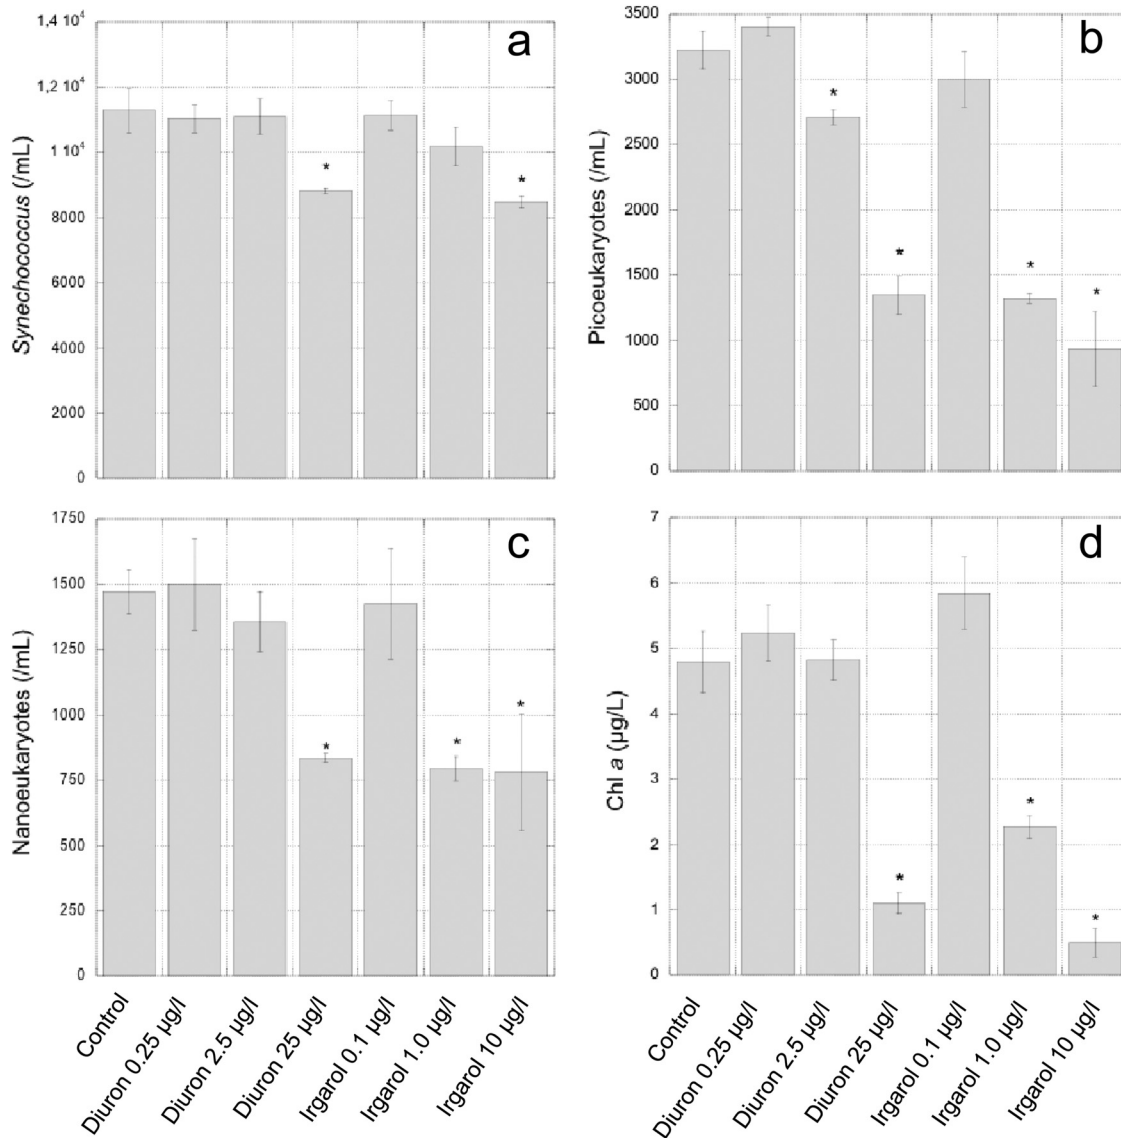 a
1,4 10⁴
1,2 10⁴
1 10⁴
8000
6000
4000
2000
0
Synechococcus (/mL)
*
*
b
3500
3000
2500
2000
1500
1000
500
0
Picoeukaryotes (/mL)
*
*
*
*
c
1750
1500
1250
1000
750
500
250
0
Nanoeukaryotes (/mL)
*
*
*
Control
Diuron 0.25 µg/l
Diuron 2.5 µg/l
Diuron 25 µg/l
Irgarol 0.1 µg/l
Irgarol 1.0 µg/l
Irgarol 10 µg/l
d
7
6
5
4
3
2
1
0
Chl a (µg/L)
*
*
*
Control
Diuron 0.25 µg/l
Diuron 2.5 µg/l
Diuron 25 µg/l
Irgarol 0.1 µg/l
Irgarol 1.0 µg/l
Irgarol 10 µg/l